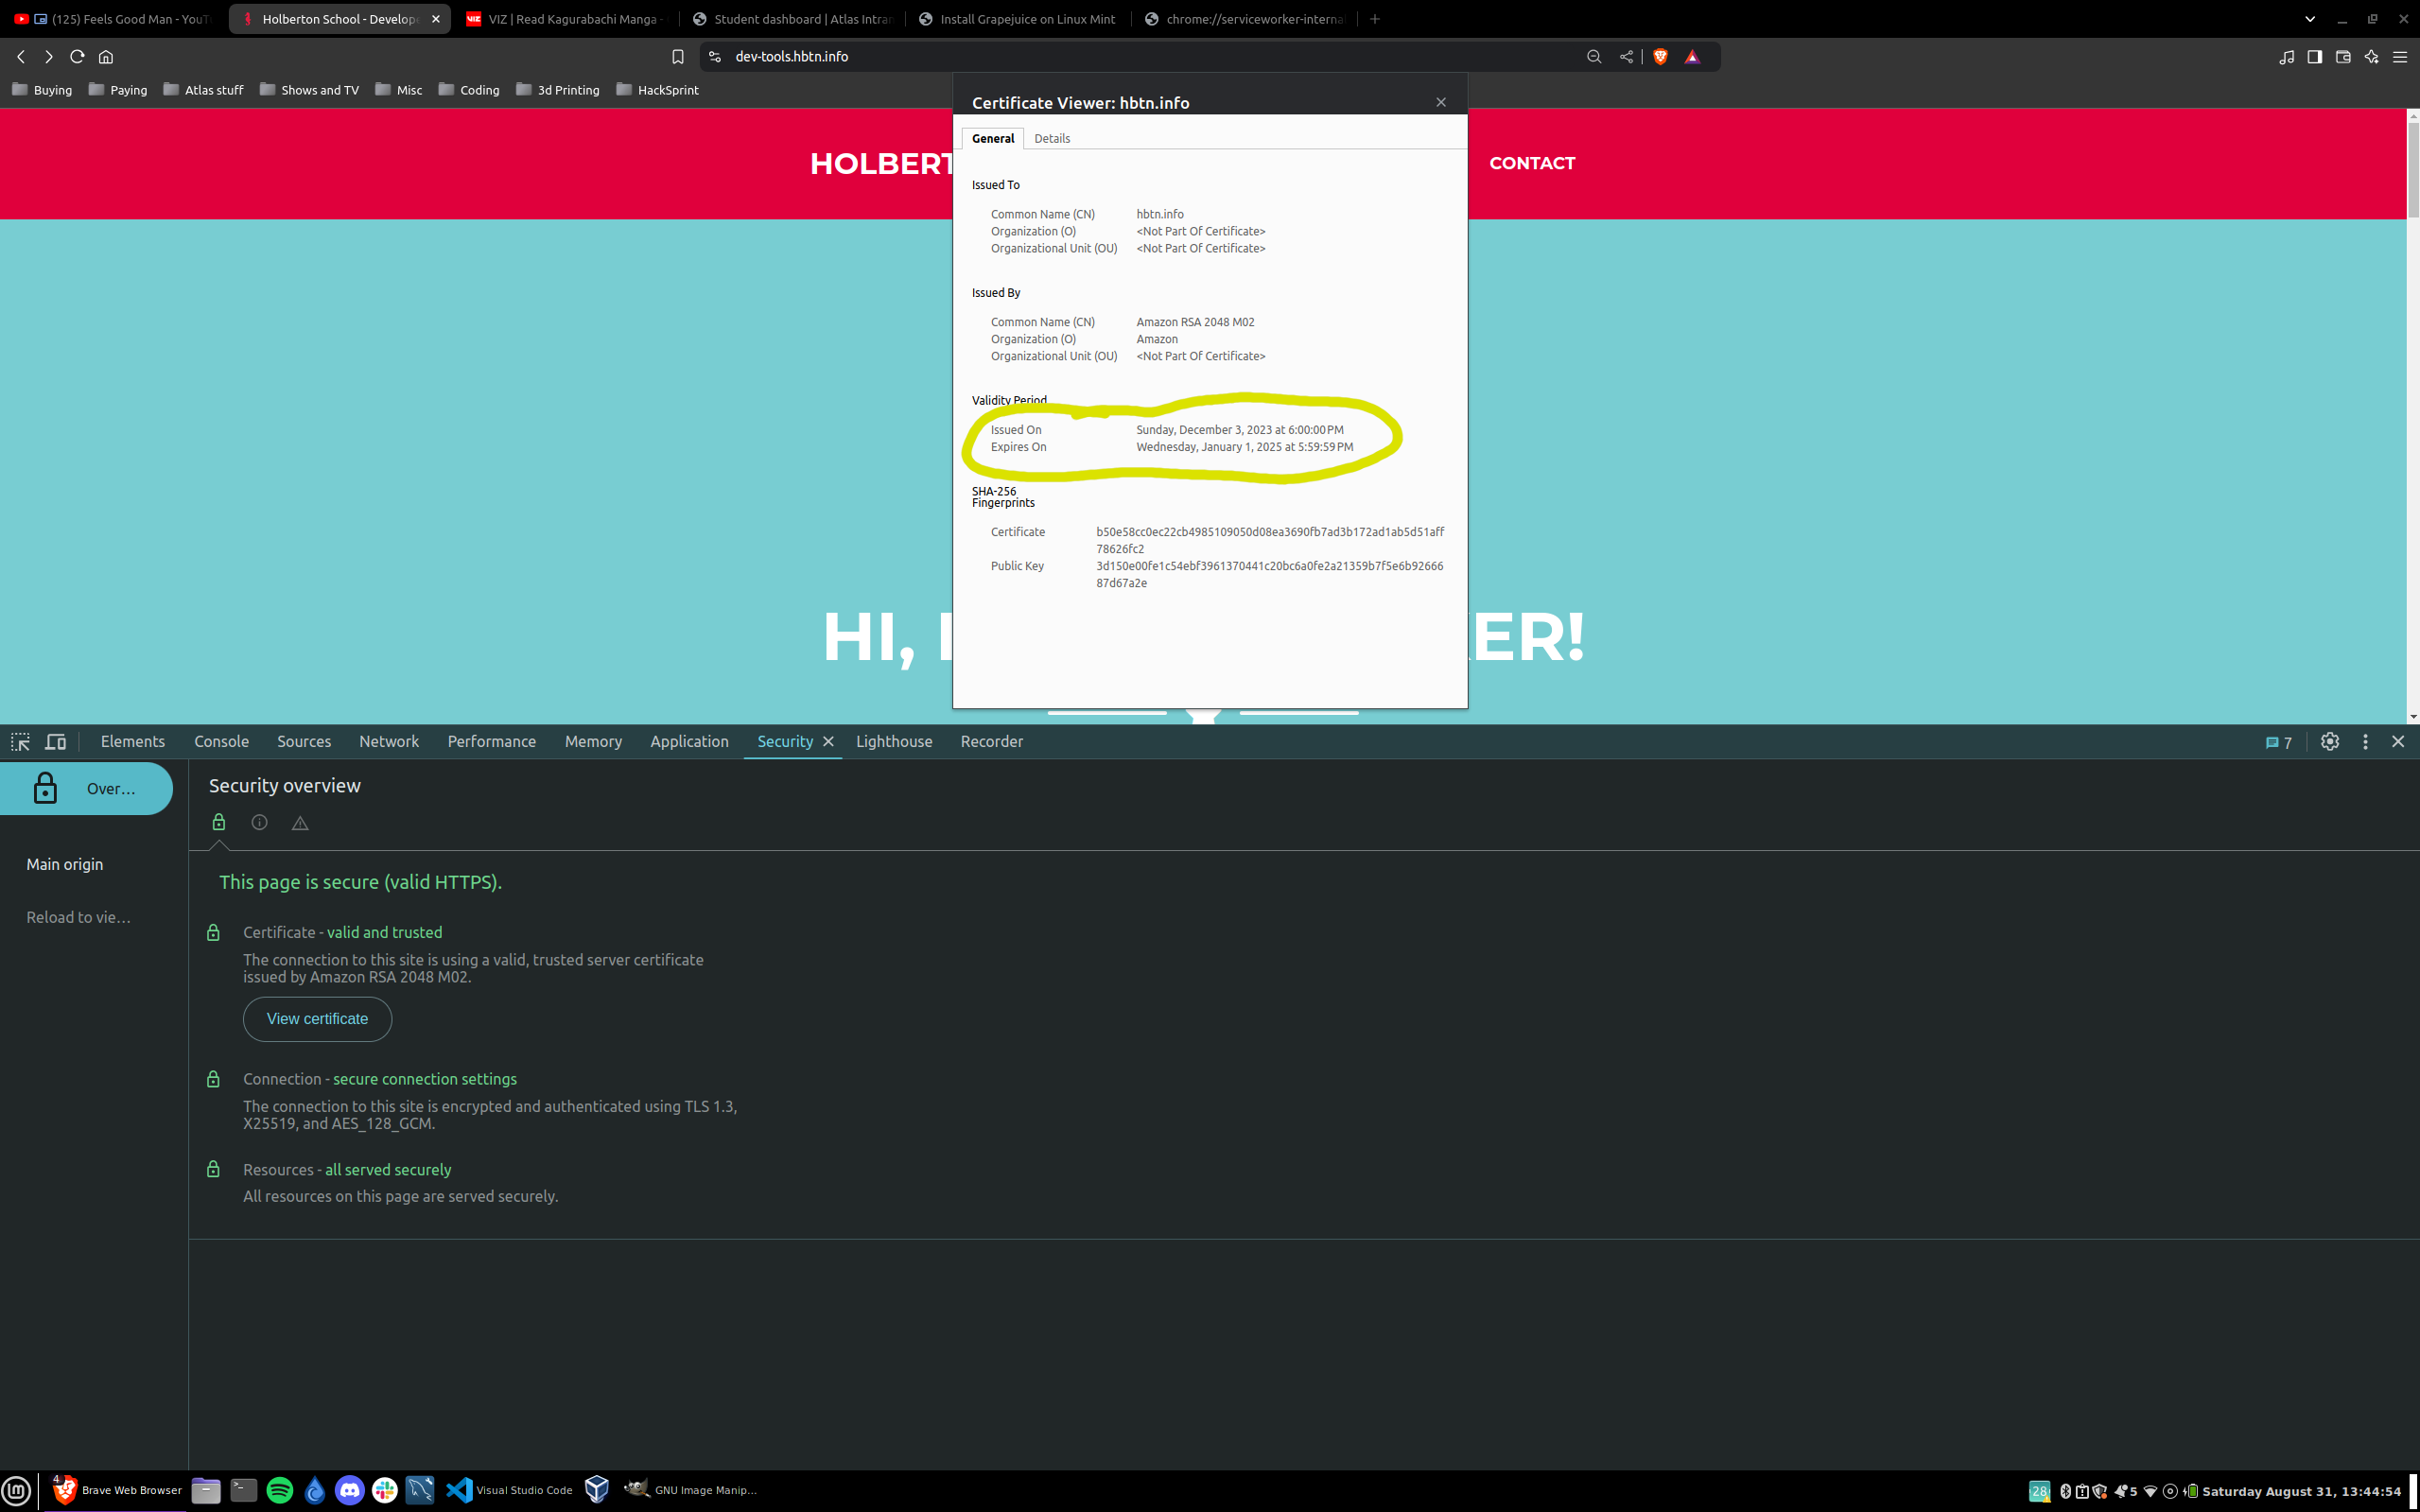 (125) Feels Good Man - YouT
Holberton School - Develope
VIZ | Read Kagurabachi Manga -
Student dashboard | Atlas Intran
Install Grapejuice on Linux Mint
chrome://serviceworker-interna
dev-tools.hbtn.info
Buying
Paying
Atlas stuff
Shows and TV
Misc
Coding
3d Printing
HackSprint
HOLBERT
CONTACT
Certificate Viewer: hbtn.info
General
Details
Issued To
Common Name (CN) hbtn.info
Organization (O) <Not Part Of Certificate>
Organizational Unit (OU) <Not Part Of Certificate>
Issued By
Common Name (CN) Amazon RSA 2048 M02
Organization (O) Amazon
Organizational Unit (OU) <Not Part Of Certificate>
Validity Period
Issued On Sunday, December 3, 2023 at 6:00:00 PM
Expires On Wednesday, January 1, 2025 at 5:59:59 PM
SHA-256
Fingerprints
Certificate b50e58cc0ec22cb4985109050d08ea3690fb7ad3b172ad1ab5d51aff
78626fc2
Public Key 3d150e00fe1c54ebf3961370441c20bc6a0fe2a21359b7f5e6b92666
87d67a2e
HI, I
ER!
Elements
Console
Sources
Network
Performance
Memory
Application
Security
Lighthouse
Recorder
7
Over...
Main origin
Reload to vie...
Security overview
This page is secure (valid HTTPS).
Certificate - valid and trusted
The connection to this site is using a valid, trusted server certificate
issued by Amazon RSA 2048 M02.
View certificate
Connection - secure connection settings
The connection to this site is encrypted and authenticated using TLS 1.3,
X25519, and AES_128_GCM.
Resources - all served securely
All resources on this page are served securely.
4
Brave Web Browser
Visual Studio Code
GNU Image Manip...
28
5
Saturday August 31, 13:44:54